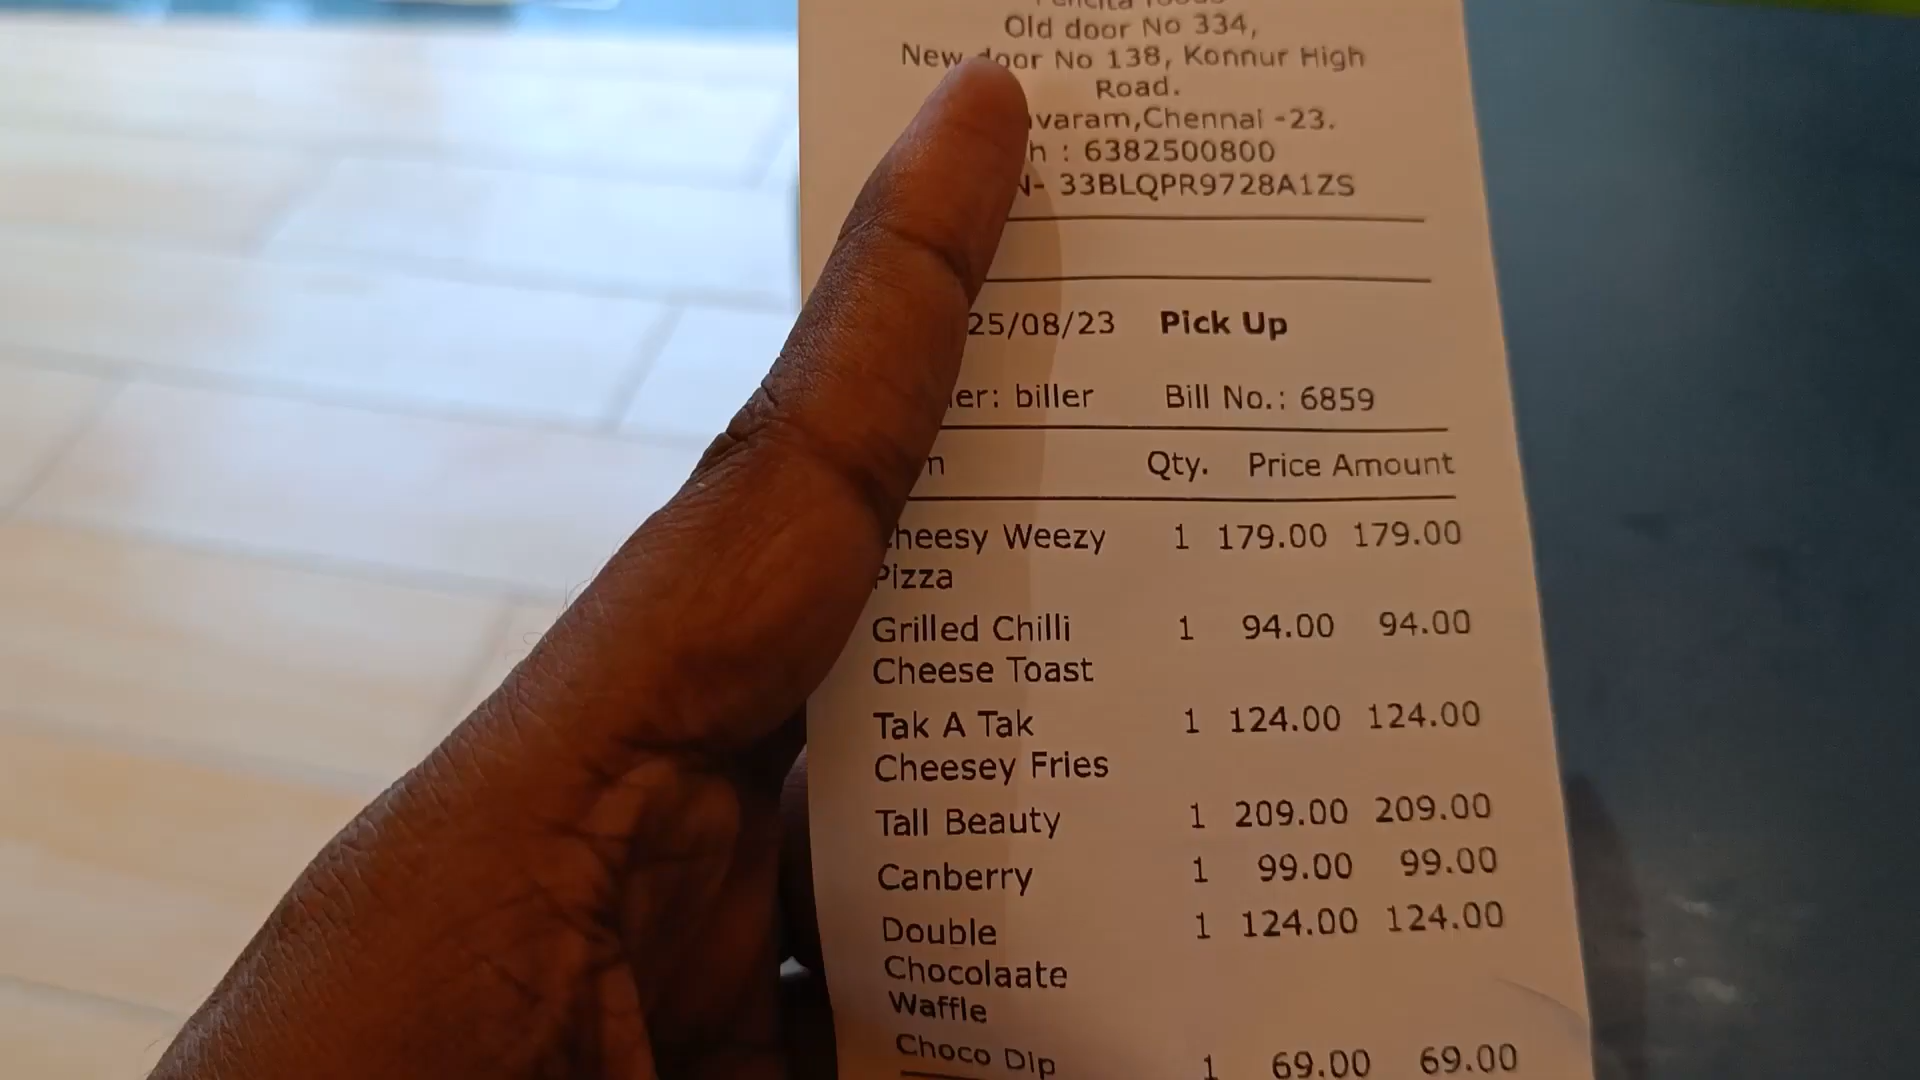 Old door No 334,
New door No 138, Konnur High
Road.
varam,Chennai -23.
h : 6382500800
N- 33BLQPR9728A1ZS
25/08/23 Pick Up
er: biller Bill No.: 6859
Qty. Price Amount
Cheesy Weezy 1 179.00 179.00
Pizza
Grilled Chilli 1 94.00 94.00
Cheese Toast
Tak A Tak 1 124.00 124.00
Cheesey Fries
Tall Beauty 1 209.00 209.00
Canberry 1 99.00 99.00
Double 1 124.00 124.00
Chocolaate
Waffle
Choco Dip 1 69.00 69.00